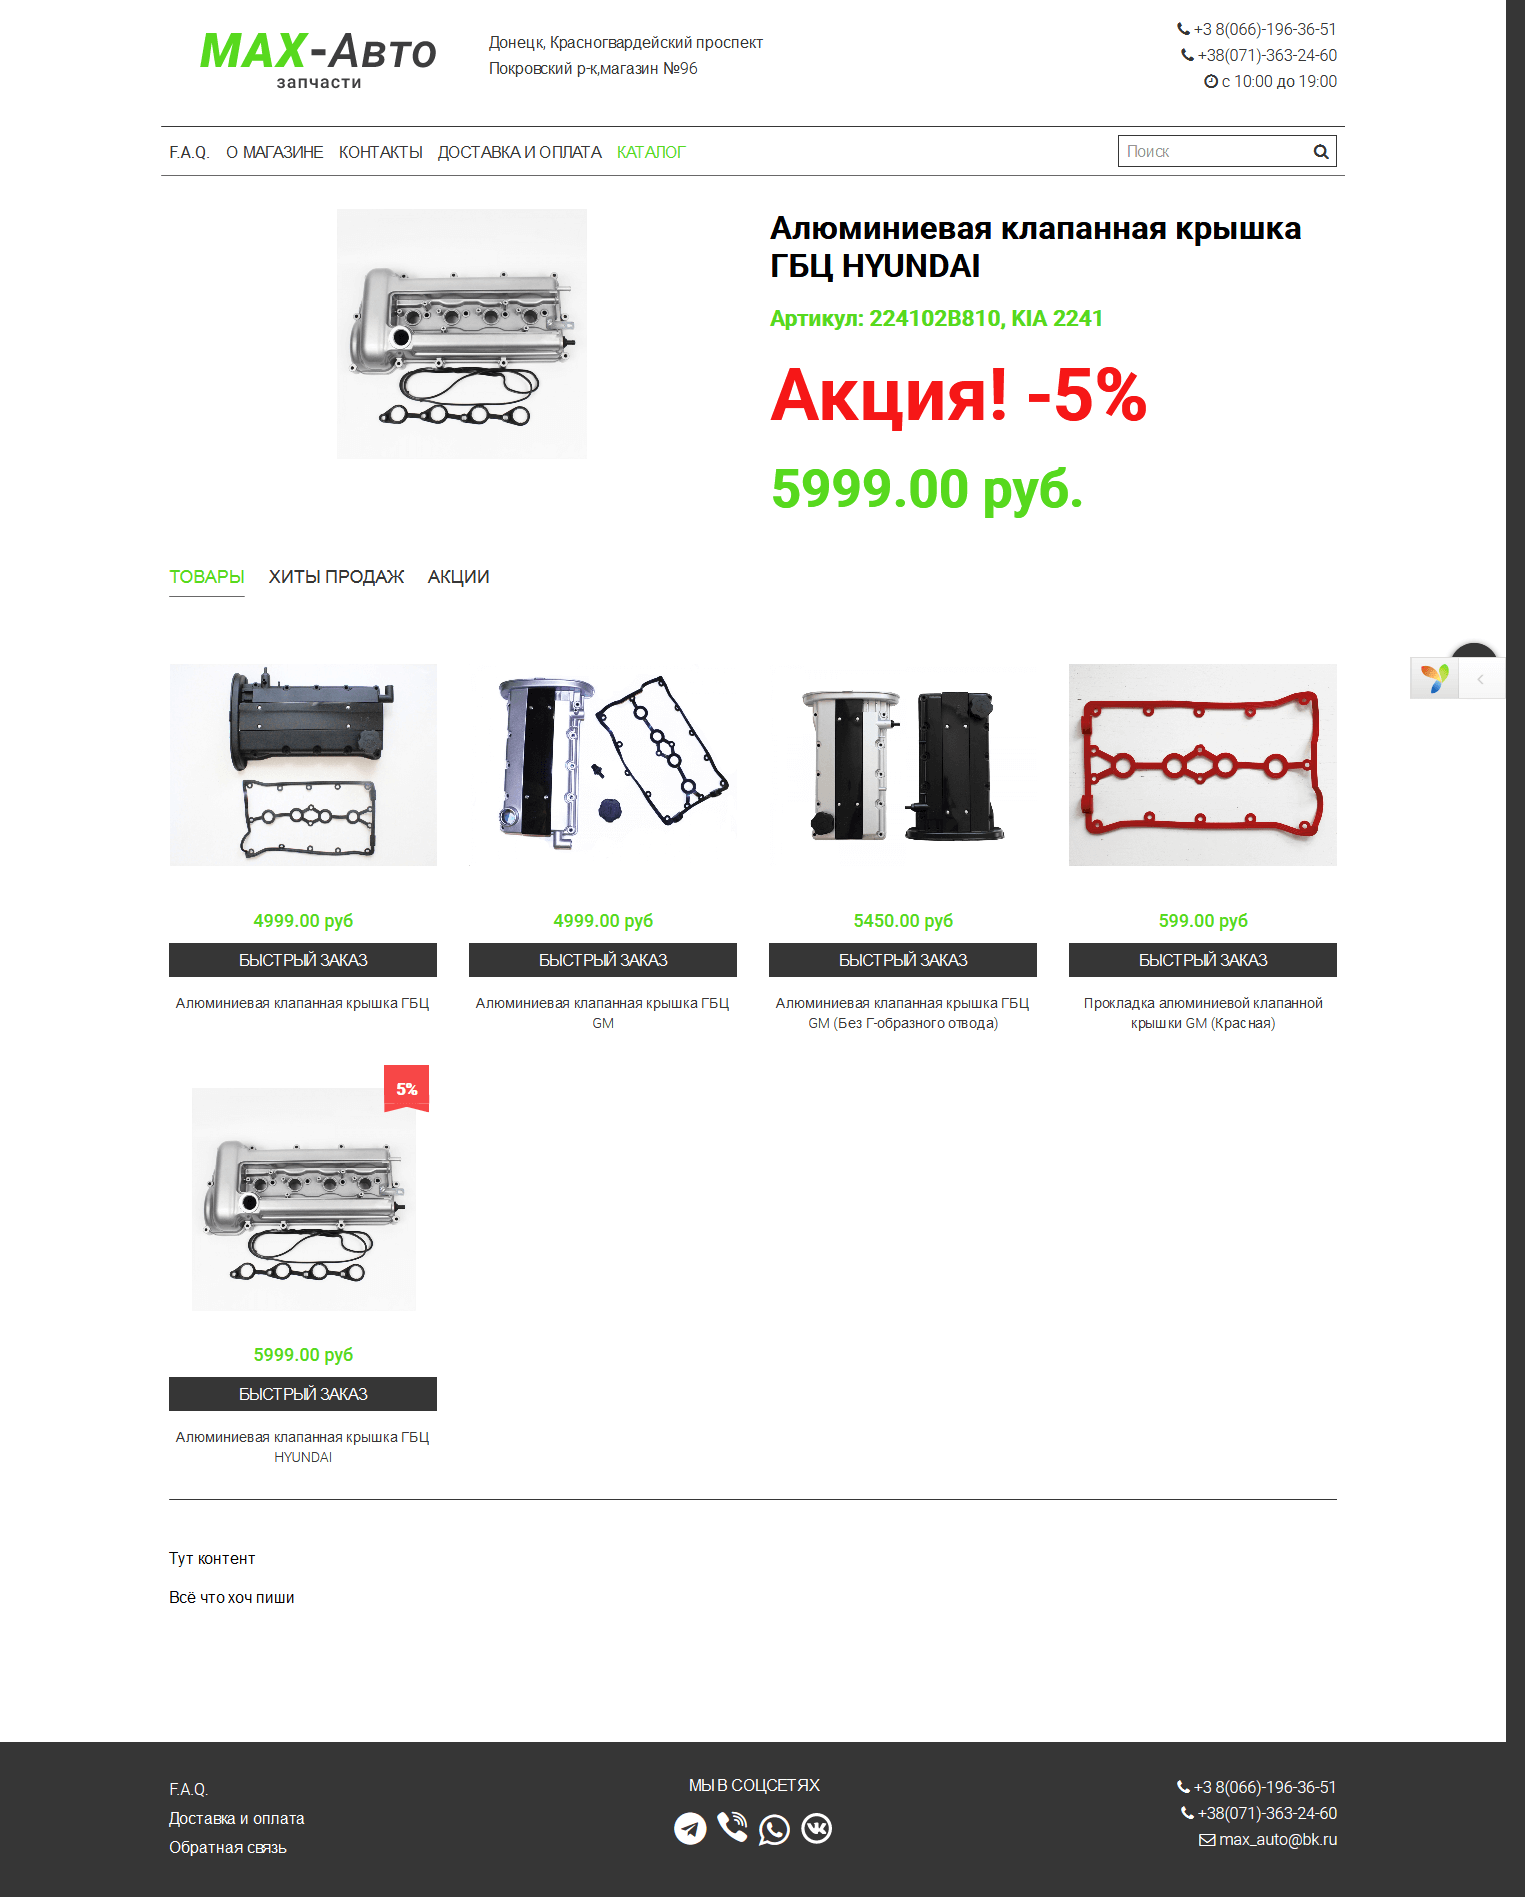 MAX-Авто
запчасти
Донецк, Красногвардейский проспект
Покровский р-к,магазин №96
+3 8(066)-196-36-51
+38(071)-363-24-60
с 10:00 до 19:00
F.A.Q. О МАГАЗИНЕ КОНТАКТЫ ДОСТАВКА И ОПЛАТА КАТАЛОГ
Поиск
Алюминиевая клапанная крышка
ГБЦ HYUNDAI
Артикул: 224102B810, KIA 2241
Акция! -5%
5999.00 руб.
ТОВАРЫ ХИТЫ ПРОДАЖ АКЦИИ
4999.00 руб
БЫСТРЫЙ ЗАКАЗ
Алюминиевая клапанная крышка ГБЦ
4999.00 руб
БЫСТРЫЙ ЗАКАЗ
Алюминиевая клапанная крышка ГБЦ
GM
5450.00 руб
БЫСТРЫЙ ЗАКАЗ
Алюминиевая клапанная крышка ГБЦ
GM (Без Г-образного отвода)
599.00 руб
БЫСТРЫЙ ЗАКАЗ
Прокладка алюминиевой клапанной
крышки GM (Красная)
5%
5999.00 руб
БЫСТРЫЙ ЗАКАЗ
Алюминиевая клапанная крышка ГБЦ
HYUNDAI
Тут контент
Всё что хоч пиши
F.A.Q.
Доставка и оплата
Обратная связь
МЫ В СОЦСЕТЯХ
+3 8(066)-196-36-51
+38(071)-363-24-60
max_auto@bk.ru